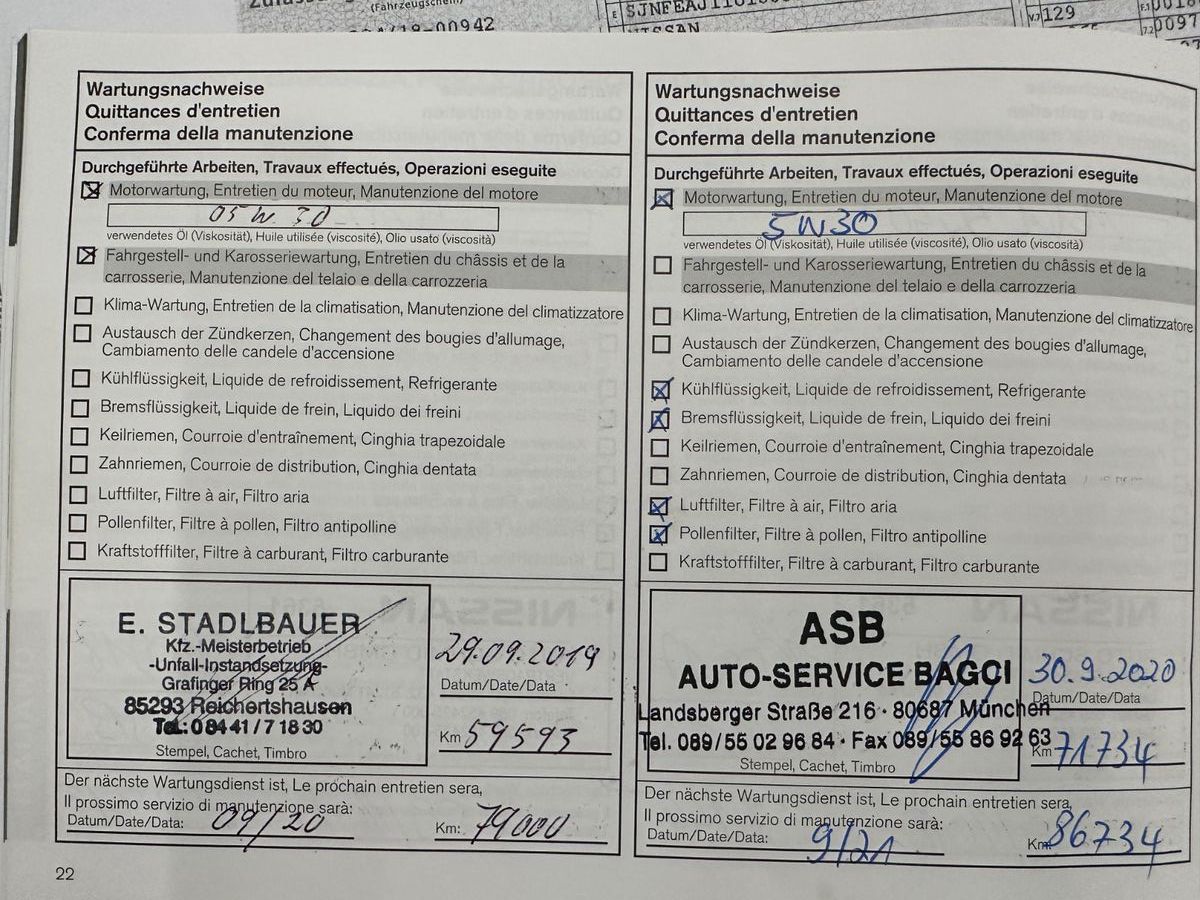 (Fahrzeugschein)
SJNFEAJ11U1
NISSAN
129
Wartungsnachweise
Quittances d'entretien
Conferma della manutenzione
Durchgeführte Arbeiten, Travaux effectués, Operazioni eseguite
Motorwartung, Entretien du moteur, Manutenzione del motore
05W 30
verwendetes Öl (Viskosität), Huile utilisée (viscosité), Olio usato (viscosità)
Fahrgestell- und Karosseriewartung, Entretien du châssis et de la
carrosserie, Manutenzione del telaio e della carrozzeria
Klima-Wartung, Entretien de la climatisation, Manutenzione del climatizzatore
Austausch der Zündkerzen, Changement des bougies d'allumage,
Cambiamento delle candele d'accensione
Kühlflüssigkeit, Liquide de refroidissement, Refrigerante
Bremsflüssigkeit, Liquide de frein, Liquido dei freini
Keilriemen, Courroie d'entraînement, Cinghia trapezoidale
Zahnriemen, Courroie de distribution, Cinghia dentata
Luftfilter, Filtre à air, Filtro aria
Pollenfilter, Filtre à pollen, Filtro antipolline
Kraftstofffilter, Filtre à carburant, Filtro carburante
E. STADLBAUER
Kfz.-Meisterbetrieb
-Unfall-Instandsetzung-
Grafinger Ring 25 A
85293 Reichertshausen
Tel.: 0 84 41 / 7 18 30
Stempel, Cachet, Timbro
29.09.2019
Datum/Date/Data
Km 59593
Der nächste Wartungsdienst ist, Le prochain entretien sera,
Il prossimo servizio di manutenzione sarà:
Datum/Date/Data: 09/20 Km: 79000
22
Wartungsnachweise
Quittances d'entretien
Conferma della manutenzione
Durchgeführte Arbeiten, Travaux effectués, Operazioni eseguite
Motorwartung, Entretien du moteur, Manutenzione del motore
5W30
verwendetes Öl (Viskosität), Huile utilisée (viscosité), Olio usato (viscosità)
Fahrgestell- und Karosseriewartung, Entretien du châssis et de la
carrosserie, Manutenzione del telaio e della carrozzeria
Klima-Wartung, Entretien de la climatisation, Manutenzione del climatizzatore
Austausch der Zündkerzen, Changement des bougies d'allumage,
Cambiamento delle candele d'accensione
Kühlflüssigkeit, Liquide de refroidissement, Refrigerante
Bremsflüssigkeit, Liquide de frein, Liquido dei freini
Keilriemen, Courroie d'entraînement, Cinghia trapezoidale
Zahnriemen, Courroie de distribution, Cinghia dentata
Luftfilter, Filtre à air, Filtro aria
Pollenfilter, Filtre à pollen, Filtro antipolline
Kraftstofffilter, Filtre à carburant, Filtro carburante
ASB
AUTO-SERVICE BAGCI
Landsberger Straße 216 · 80687 München
Tel. 089/55 02 96 84 · Fax 089/55 86 92 63
Stempel, Cachet, Timbro
30.9.2020
Datum/Date/Data
Km 71734
Der nächste Wartungsdienst ist, Le prochain entretien sera,
Il prossimo servizio di manutenzione sarà:
Datum/Date/Data: 9/21 Km: 86734